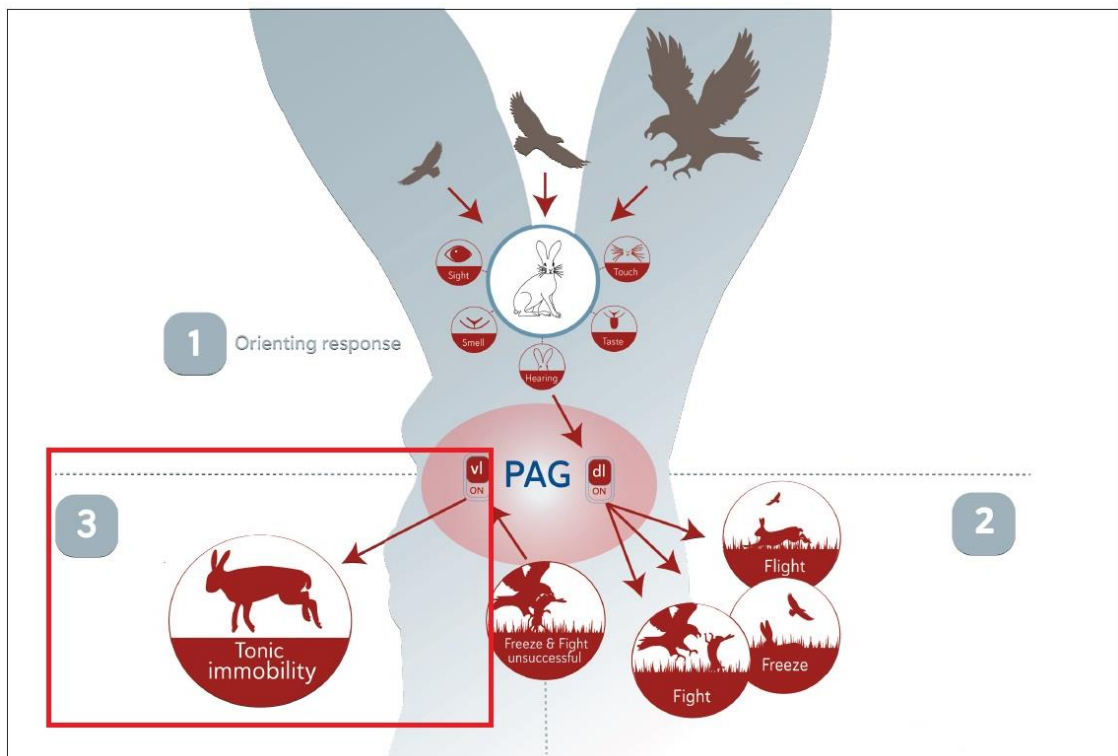 Sight
Touch
Smell
Taste
Hearing
1
Orienting response
vl
ON
PAG
dl
ON
3
2
Flight
Tonic
immobility
Freeze & Fight
unsuccessful
Fight
Freeze